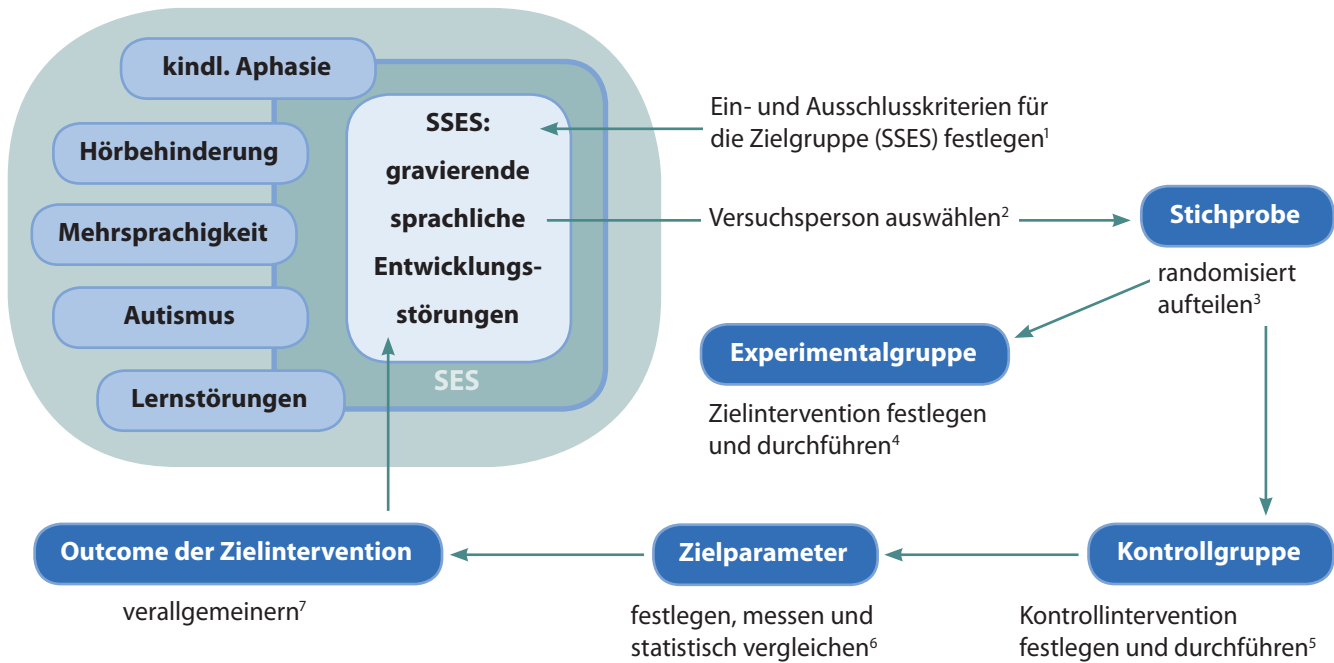 kindl. Aphasie
Hörbehinderung
Mehrsprachigkeit
Autismus
Lernstörungen
SSES:
gravierende
sprachliche
Entwicklungs-
störungen
SES
Ein- und Ausschlusskriterien für
die Zielgruppe (SSES) festlegen¹
Versuchsperson auswählen²
Stichprobe
randomisiert
aufteilen³
Experimentalgruppe
Zielintervention festlegen
und durchführen⁴
Kontrollgruppe
Kontrollintervention
festlegen und durchführen⁵
Zielparameter
festlegen, messen und
statistisch vergleichen⁶
Outcome der Zielintervention
verallgemeinern⁷